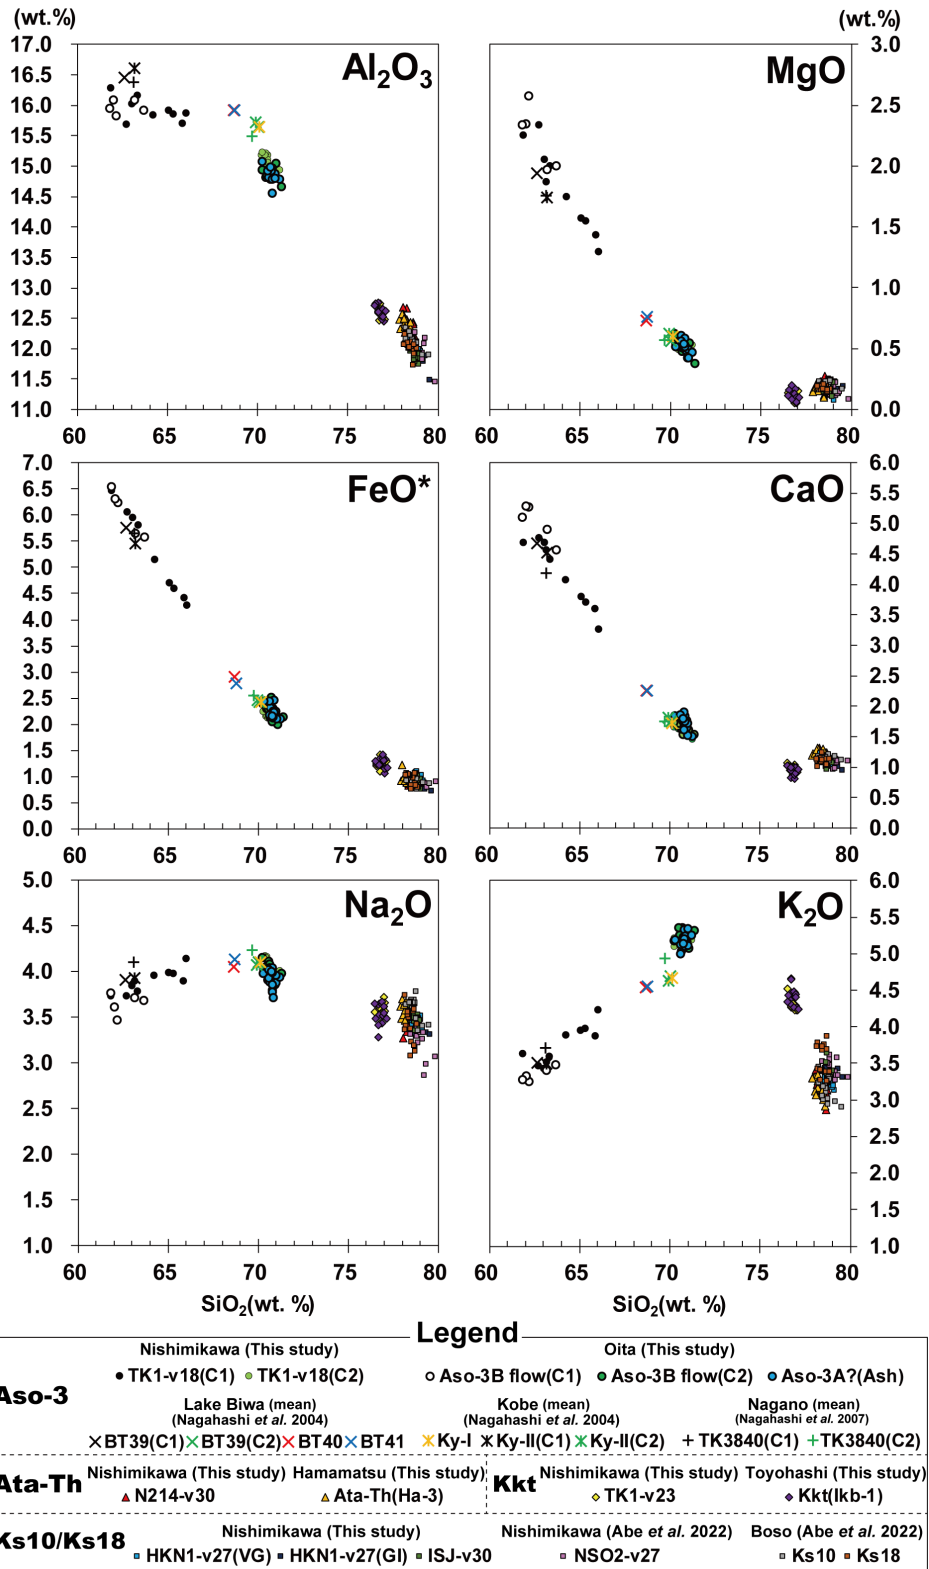 (wt.%) (wt.%)
17.0 3.0
16.5
16.0 2.5
15.5
15.0 2.0
14.5
14.0 1.5
13.5
13.0 1.0
12.5
12.0 0.5
11.5
11.0 0.0
Al2O3 MgO
60 65 70 75 80 60 65 70 75 80
7.0 6.0
6.5 5.5
6.0 5.0
5.5 4.5
5.0 4.0
4.5 3.5
4.0 3.0
3.5 2.5
3.0 2.0
2.5 1.5
2.0 1.0
1.5 0.5
1.0 0.0
0.5
0.0
FeO* CaO
60 65 70 75 80 60 65 70 75 80
5.0 6.0
4.5 5.5
4.0 5.0
3.5 4.5
3.0 4.0
2.5 3.5
2.0 3.0
1.5 2.5
1.0 2.0
1.5
1.0
Na2O K2O
60 65 70 75 80 60 65 70 75 80
SiO2(wt. %) SiO2(wt. %)
Legend
Nishimikawa (This study) Oita (This study)
TK1-v18(C1) TK1-v18(C2) Aso-3B flow(C1) Aso-3B flow(C2) Aso-3A?(Ash)
Aso-3
Lake Biwa (mean) Kobe (mean) Nagano (mean)
(Nagahashi et al. 2004) (Nagahashi et al. 2004) (Nagahashi et al. 2007)
BT39(C1) BT39(C2) BT40 BT41 Ky-I Ky-II(C1) Ky-II(C2) TK3840(C1) TK3840(C2)
Ata-Th Nishimikawa (This study) Hamamatsu (This study) Kkt Nishimikawa (This study) Toyohashi (This study)
N214-v30 Ata-Th(Ha-3) TK1-v23 Kkt(Ikb-1)
Ks10/Ks18 Nishimikawa (This study) Nishimikawa (Abe et al. 2022) Boso (Abe et al. 2022)
HKN1-v27(VG) HKN1-v27(GI) ISJ-v30 NSO2-v27 Ks10 Ks18